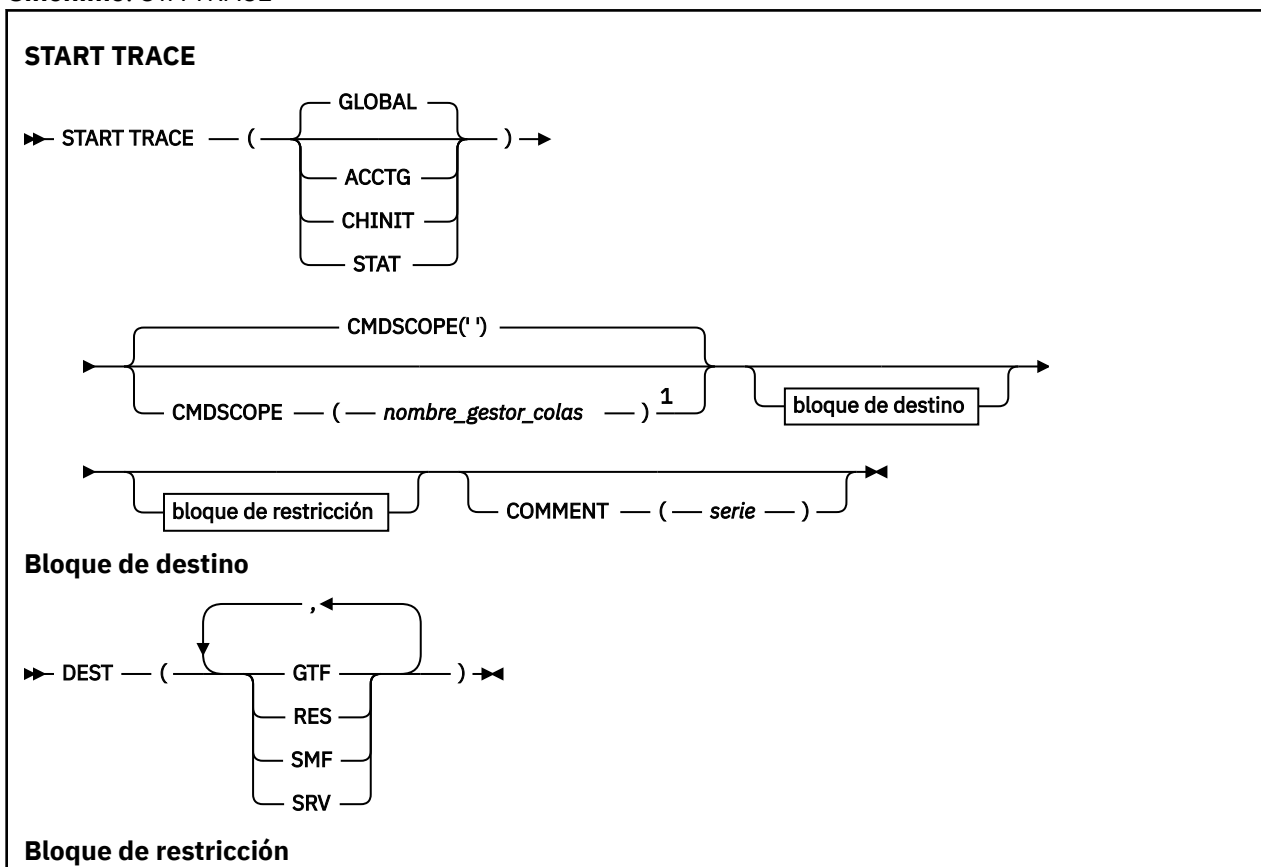 START TRACE
GLOBAL
START TRACE ( )
ACCTG
CHINIT
STAT
CMDSCOPE(' ')
CMDSCOPE ( nombre_gestor_colas ) 1
bloque de destino
bloque de restricción
COMMENT ( serie )
Bloque de destino
,
DEST ( GTF )
RES
SMF
SRV
Bloque de restricción